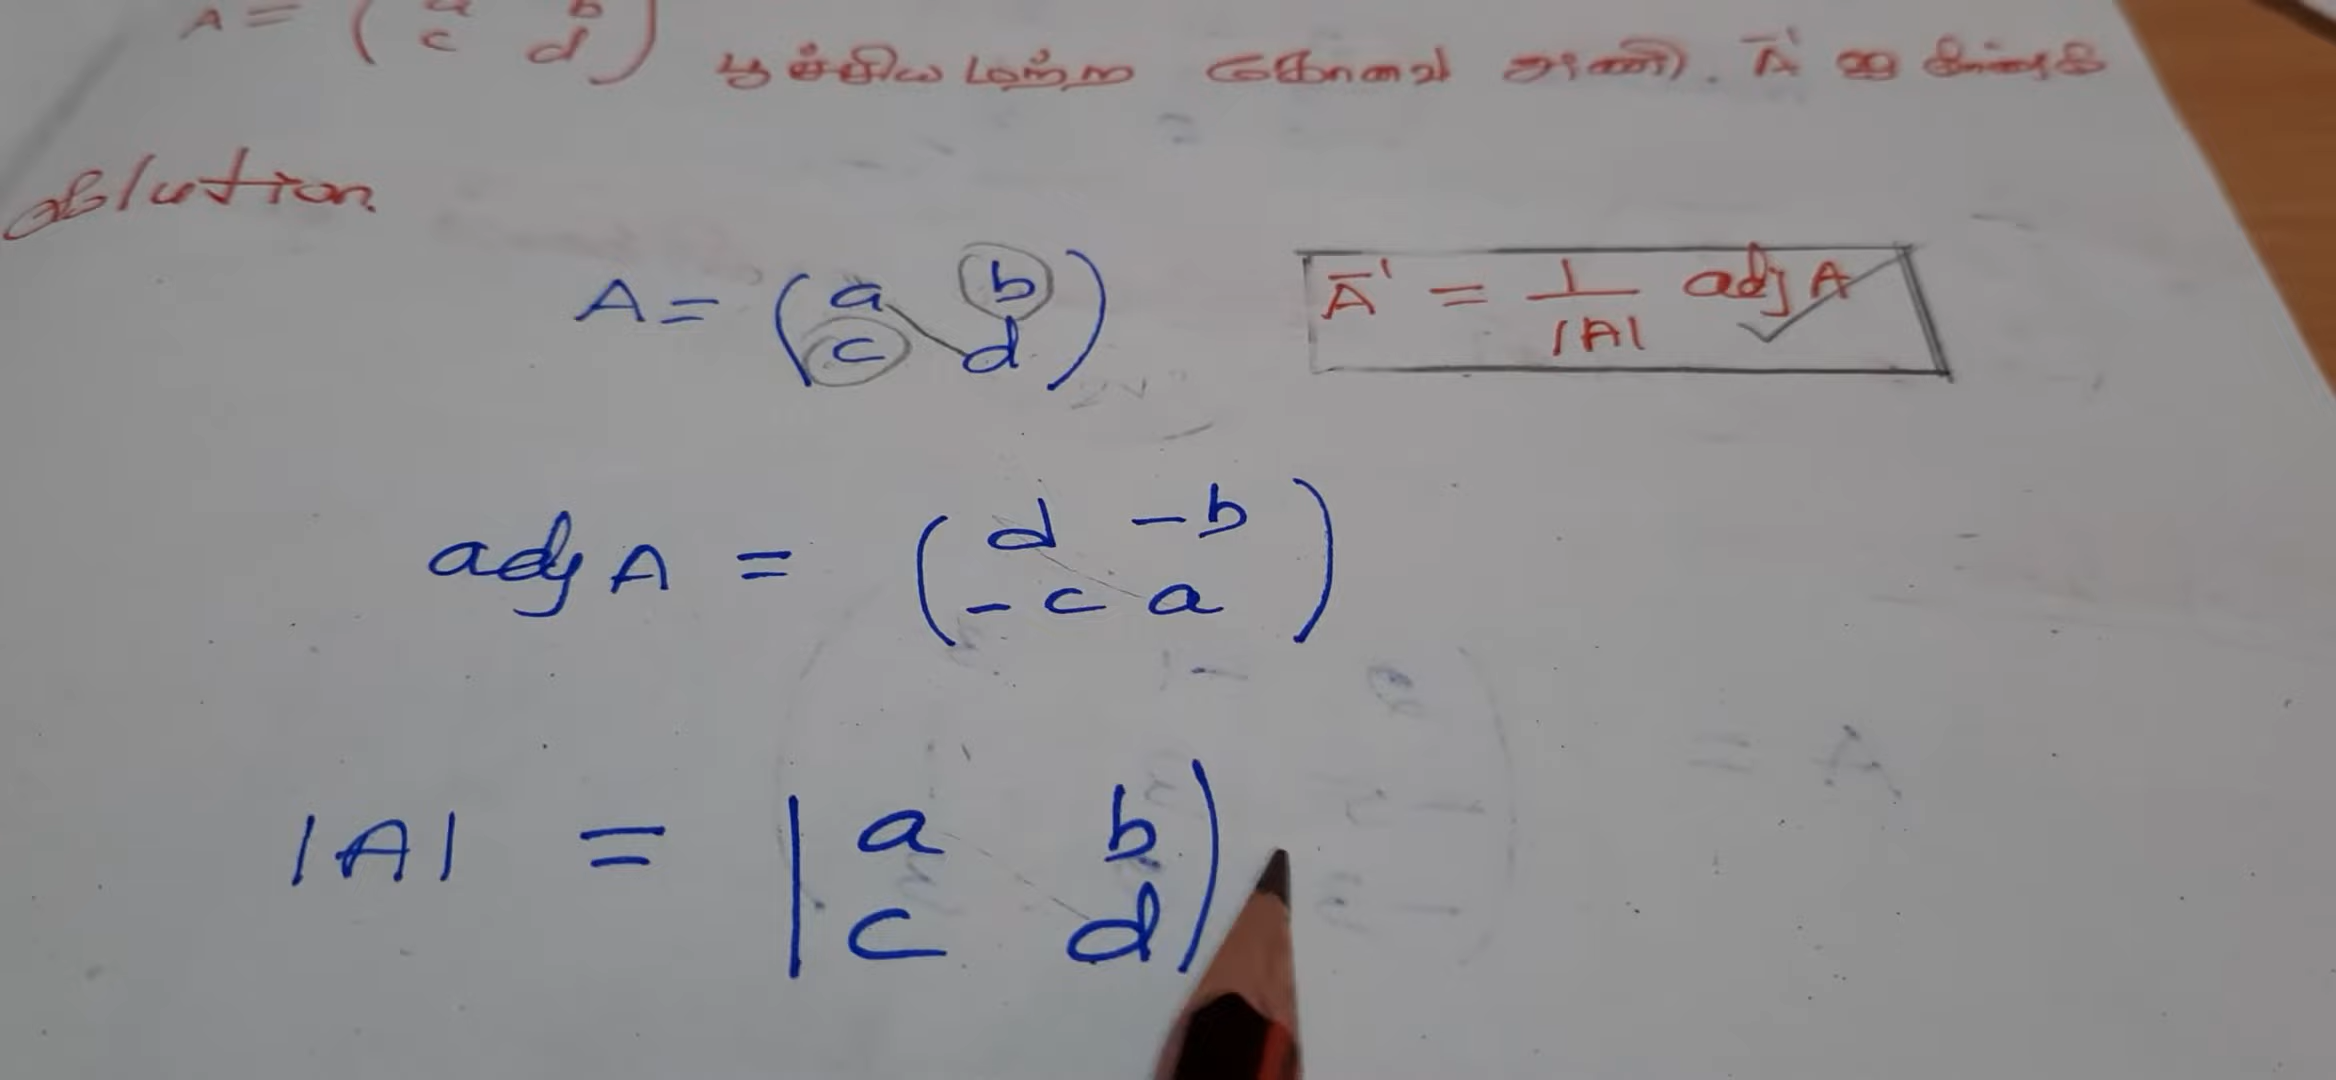 A = ( a b
c d ) பூச்சியமற்ற கோவை அணி. A⁻¹ ஐ காண்க
solution
A = ( a b
c d ) A⁻¹ = 1/|A| adj A
adj A = ( d -b
-c a )
|A| = | a b
c d |